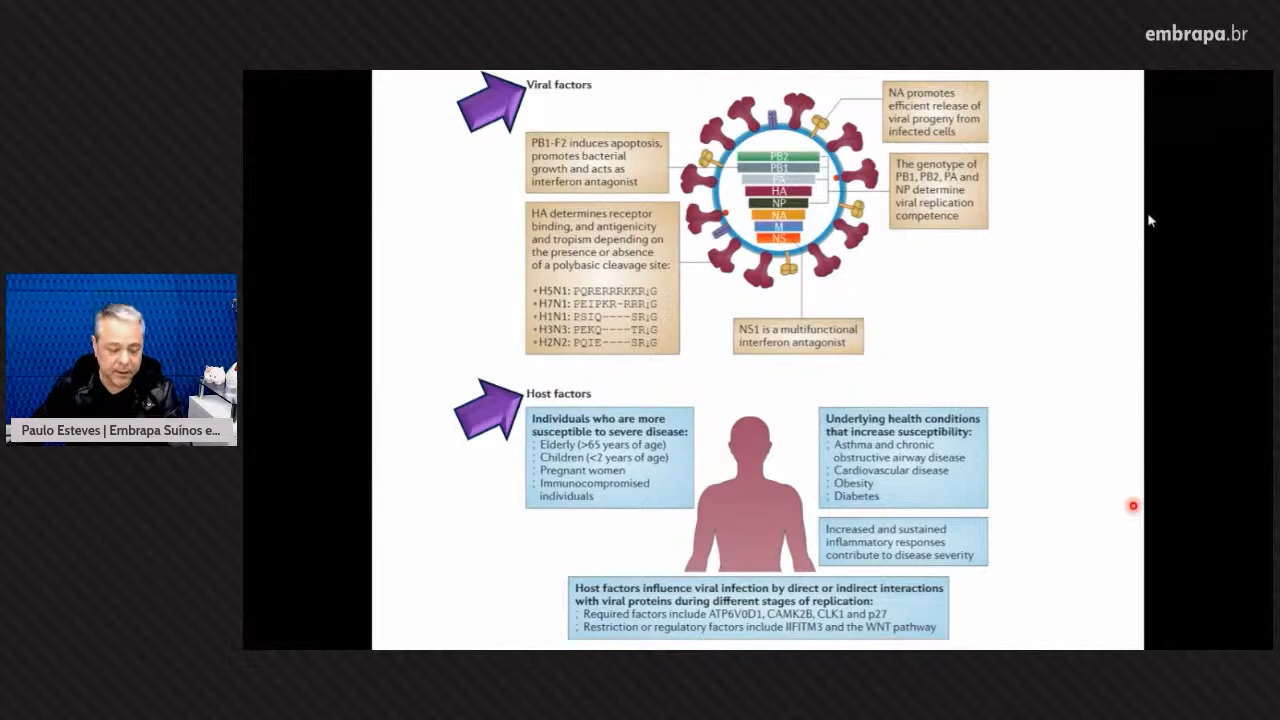 embrapa.br
Viral factors
PB1-F2 induces apoptosis,
promotes bacterial
growth and acts as
interferon antagonist
HA determines receptor
binding, and antigenicity
and tropism depending on
the presence or absence
of a polybasic cleavage site:
• H5N1: PQRERRRKKR¡G
• H7N1: PEIPKR-RRR¡G
• H1N1: PSIQ----SR¡G
• H3N3: PEKQ----TR¡G
• H2N2: PQIE----SR¡G
PB2
PB1
PA
HA
NP
NA
M
NS
NA promotes
efficient release of
viral progeny from
infected cells
The genotype of
PB1, PB2, PA and
NP determine
viral replication
competence
NS1 is a multifunctional
interferon antagonist
Paulo Esteves | Embrapa Suínos e...
Host factors
Individuals who are more
susceptible to severe disease:
¦ Elderly (>65 years of age)
¦ Children (<2 years of age)
¦ Pregnant women
¦ Immunocompromised
individuals
Underlying health conditions
that increase susceptibility:
¦ Asthma and chronic
obstructive airway disease
¦ Cardiovascular disease
¦ Obesity
¦ Diabetes
Increased and sustained
inflammatory responses
contribute to disease severity
Host factors influence viral infection by direct or indirect interactions
with viral proteins during different stages of replication:
¦ Required factors include ATP6V0D1, CAMK2B, CLK1 and p27
¦ Restriction or regulatory factors include IIFITM3 and the WNT pathway